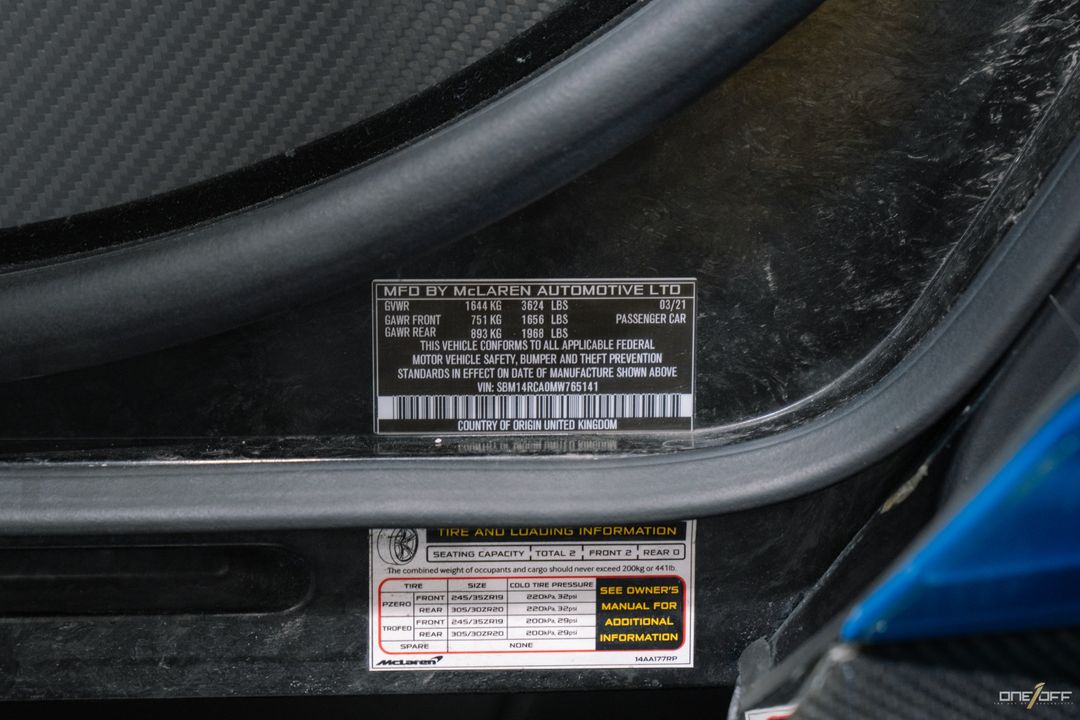 MFD BY McLAREN AUTOMOTIVE LTD
GVWR 1644 KG 3624 LBS 03/21
GAWR FRONT 751 KG 1656 LBS PASSENGER CAR
GAWR REAR 893 KG 1968 LBS
THIS VEHICLE CONFORMS TO ALL APPLICABLE FEDERAL
MOTOR VEHICLE SAFETY, BUMPER AND THEFT PREVENTION
STANDARDS IN EFFECT ON DATE OF MANUFACTURE SHOWN ABOVE
VIN: SBM14RCA0MW765141
COUNTRY OF ORIGIN UNITED KINGDOM
TIRE AND LOADING INFORMATION
SEATING CAPACITY TOTAL 2 FRONT 2 REAR 0
The combined weight of occupants and cargo should never exceed 200kg or 441lb.
TIRE SIZE COLD TIRE PRESSURE
PZERO FRONT 245/35ZR19 220kPa, 32psi
REAR 305/30ZR20 220kPa, 32psi
TROFEO FRONT 245/35ZR19 200kPa, 29psi
REAR 305/30ZR20 200kPa, 29psi
SPARE NONE
SEE OWNER'S
MANUAL FOR
ADDITIONAL
INFORMATION
McLaren 14AA177RP
ONE OFF